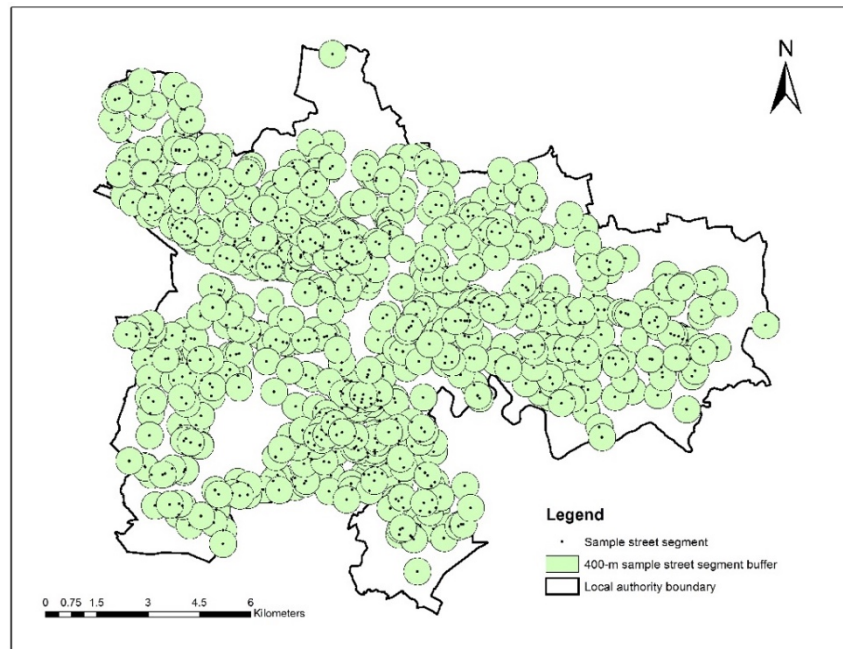 N
Legend
Sample street segment
400-m sample street segment buffer
Local authority boundary
0 0.75 1.5 3 4.5 6
Kilometers